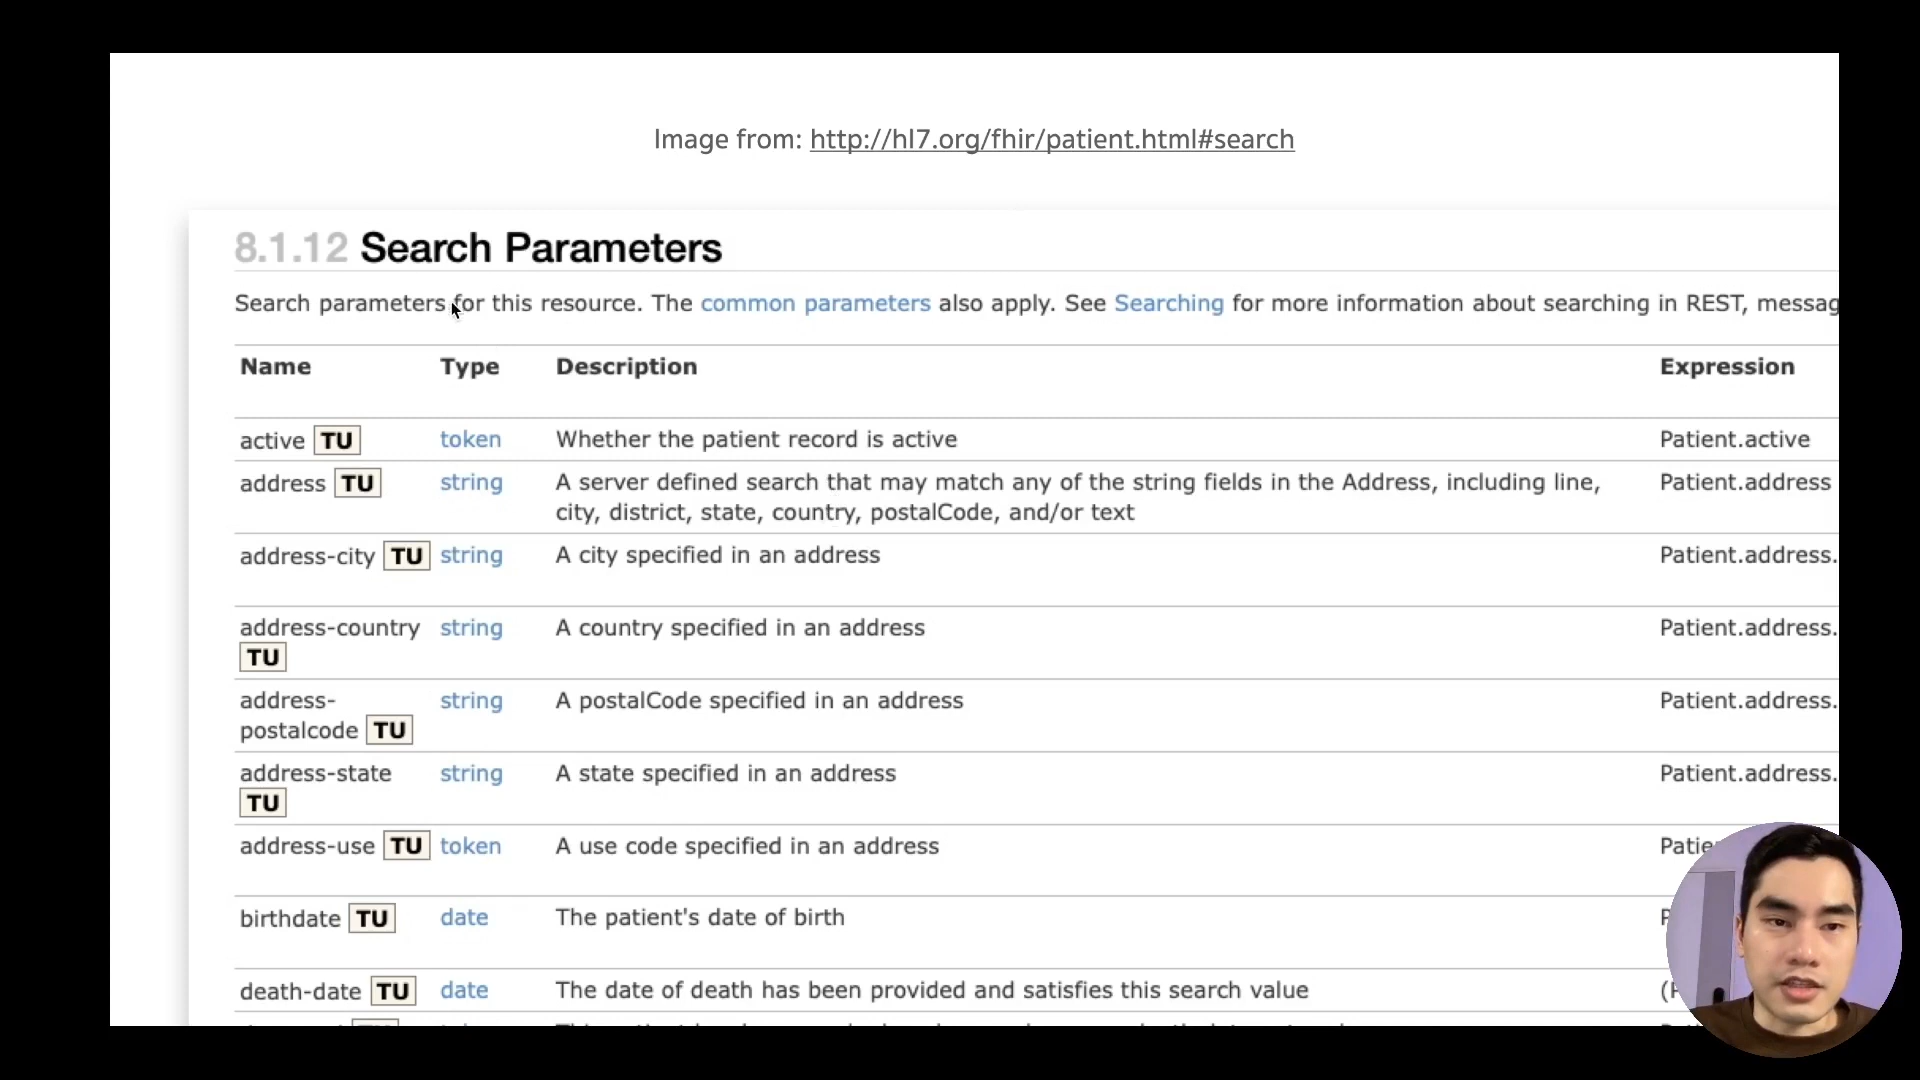 Image from: http://hl7.org/fhir/patient.html#search
8.1.12 Search Parameters
Search parameters for this resource. The common parameters also apply. See Searching for more information about searching in REST, messag
Name Type Description Expression
active TU token Whether the patient record is active Patient.active
address TU string A server defined search that may match any of the string fields in the Address, including line, Patient.address
city, district, state, country, postalCode, and/or text
address-city TU string A city specified in an address Patient.address.
address-country string A country specified in an address Patient.address.
TU
address- string A postalCode specified in an address Patient.address.
postalcode TU
address-state string A state specified in an address Patient.address.
TU
address-use TU token A use code specified in an address Patie
birthdate TU date The patient's date of birth
death-date TU date The date of death has been provided and satisfies this search value